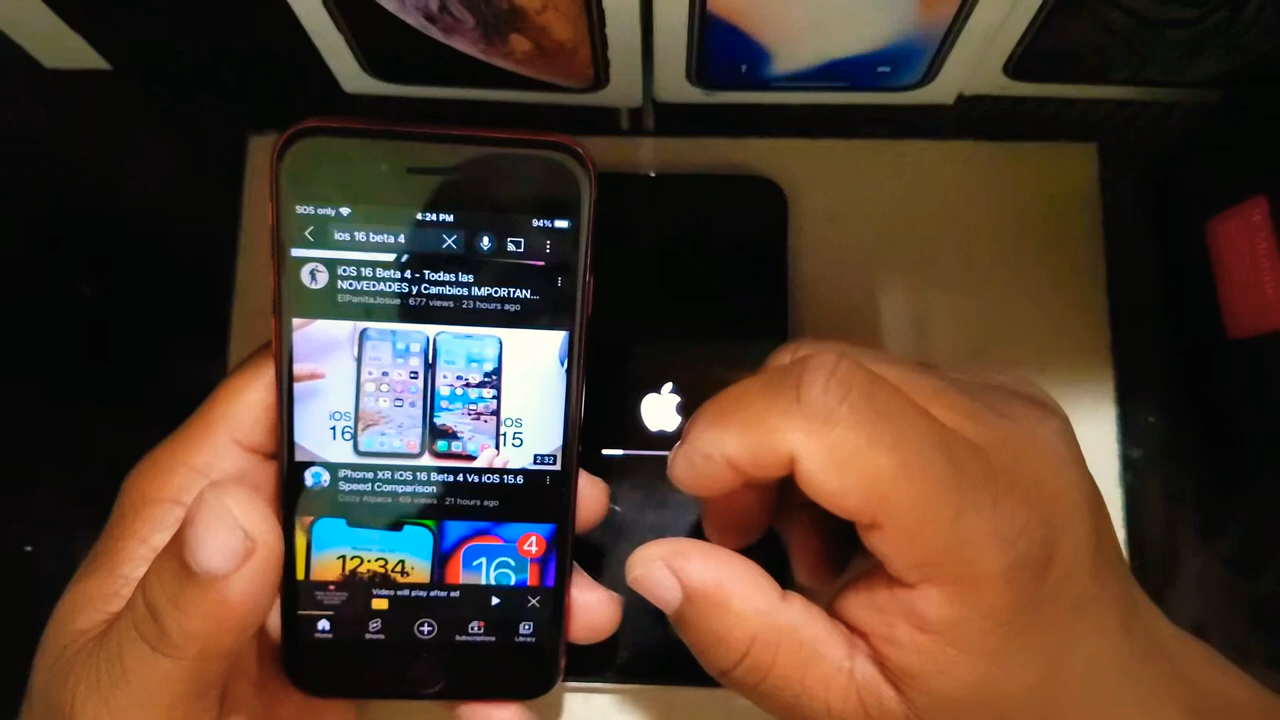 SOS only
4:24 PM
94%
ios 16 beta 4
iOS 16 Beta 4 - Todas las
NOVEDADES y Cambios IMPORTAN...
ElPanitaJosue · 677 views · 23 hours ago
iOS
16
iOS
15
2:32
iPhone XR iOS 16 Beta 4 Vs iOS 15.6
Speed Comparison
Cozy Alpaca · 69 views · 21 hours ago
12:34
16
4
Video will play after ad
Home
Shorts
Subscriptions
Library